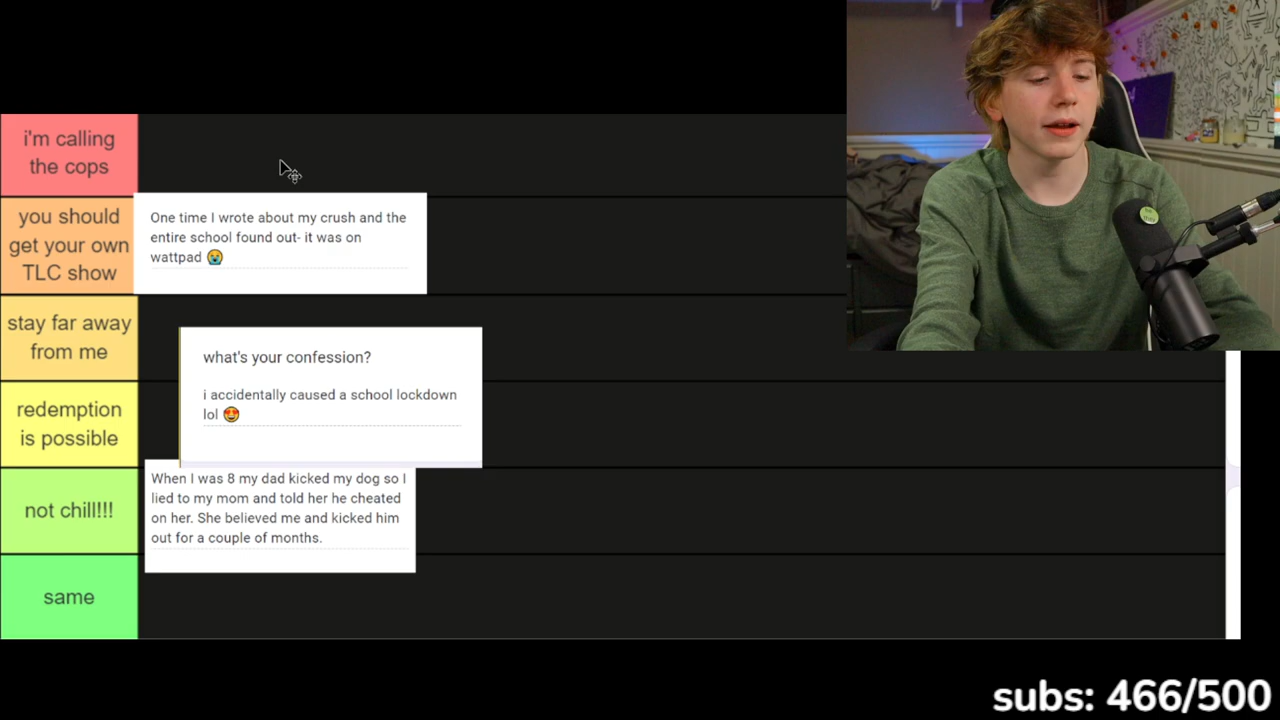 i'm calling
the cops
you should
get your own
TLC show
One time I wrote about my crush and the
entire school found out- it was on
wattpad 😭
stay far away
from me
what's your confession?
i accidentally caused a school lockdown
lol 😍
redemption
is possible
not chill!!!
When I was 8 my dad kicked my dog so I
lied to my mom and told her he cheated
on her. She believed me and kicked him
out for a couple of months.
same
subs: 466/500